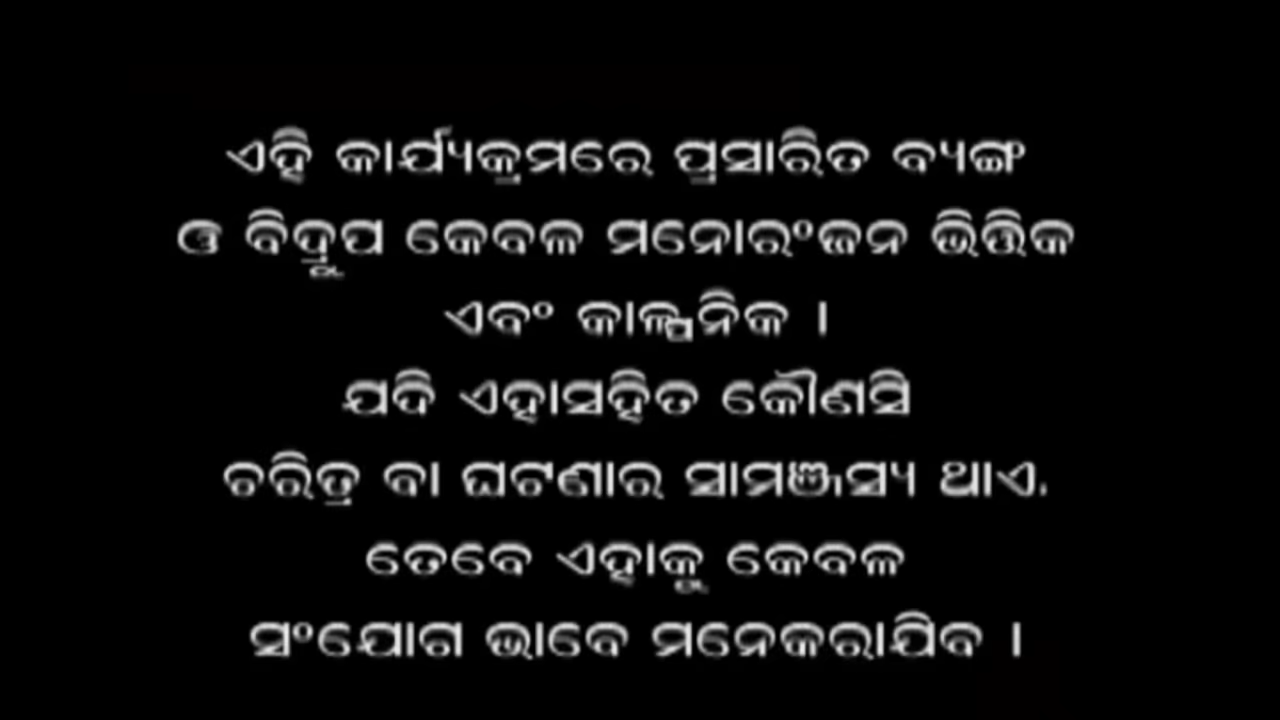 ଏହି କାର୍ଯ୍ୟକ୍ରମରେ ପ୍ରସାରିତ ବ୍ୟଙ୍ଗ
ଓ ବିଦ୍ରୁପ କେବଳ ମନୋରଂଜନ ଭିତ୍ତିକ
ଏବଂ କାଳ୍ପନିକ ।
ଯଦି ଏହାସହିତ କୌଣସି
ଚରିତ୍ର ବା ଘଟଣାର ସାମଞ୍ଜସ୍ୟ ଥାଏ.
ତେବେ ଏହାକୁ କେବଳ
ସଂଯୋଗ ଭାବେ ମନେକରାଯିବ ।